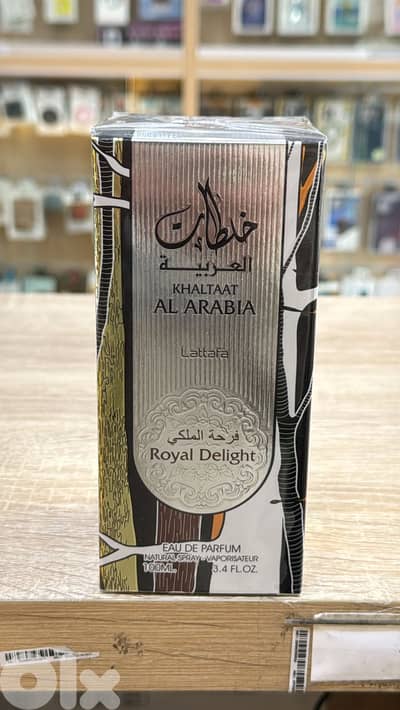 خلطات
العربية
KHALTAAT
AL ARABIA
Lattafa
فرحة الملكي
Royal Delight
EAU DE PARFUM
NATURAL SPRAY - VAPORISATEUR
100ML. 3.4 FL.OZ.
olx